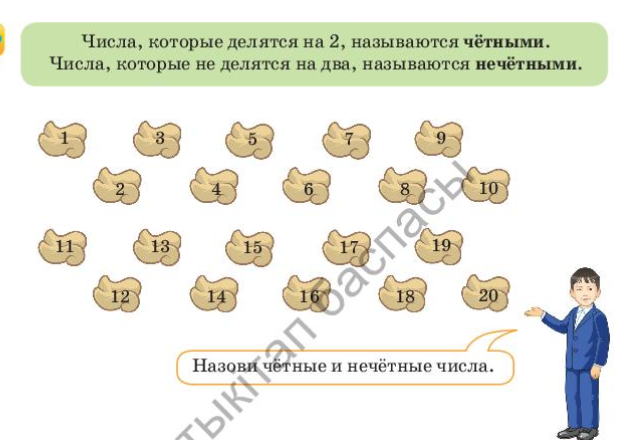 Числа, которые делятся на 2, называются чётными.
Числа, которые не делятся на два, называются нечётными.
1 3 5 7 9
2 4 6 8 10
11 13 15 17 19
12 14 16 18 20
Назови чётные и нечётные числа.
баспасы